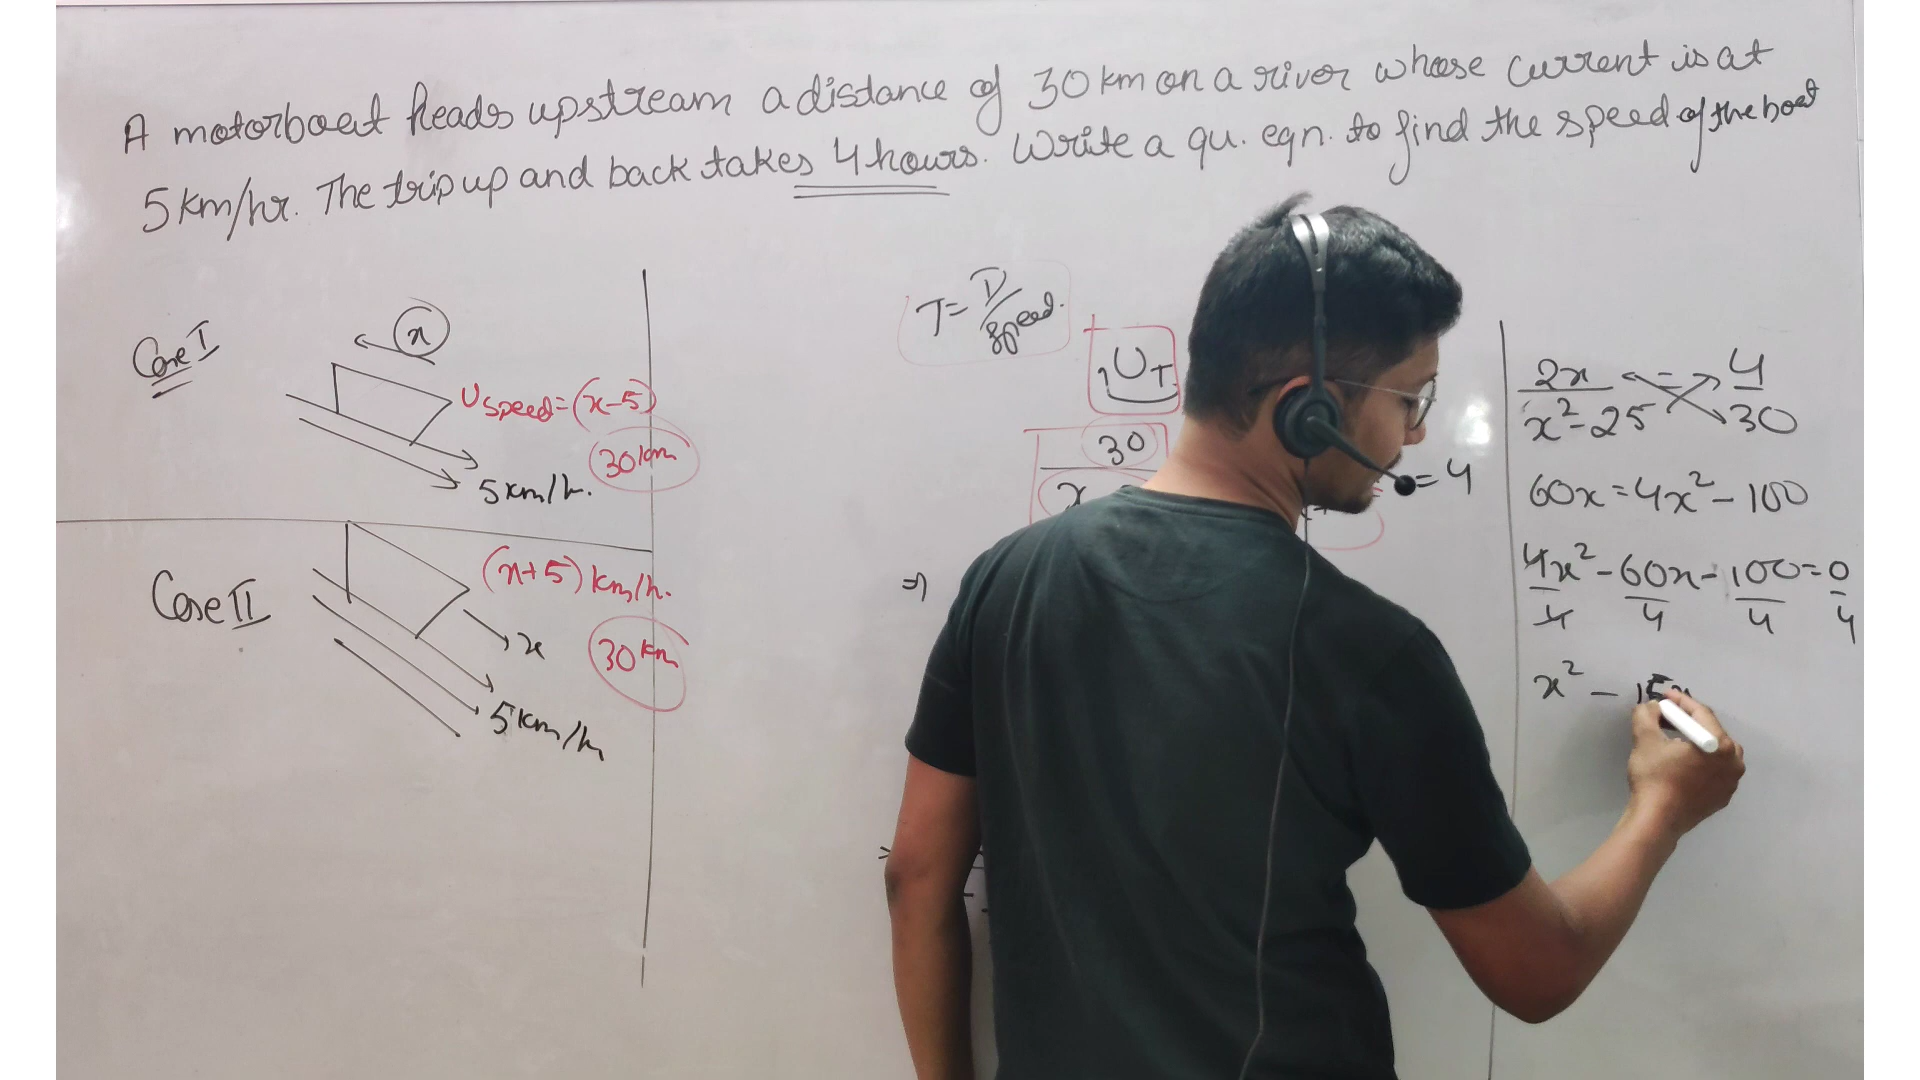 A motorboat heads upstream a distance of 30 km on a river whose current is at
5 km/hr. The trip up and back takes 4 hours. Write a qu. eqn. to find the speed of the boat
Case I
x
U speed = (x-5)
30 km
5 km/h.
Case II
(x+5) km/h.
x
30 km
5 km/h
T = D/speed.
UT
30
x
= 4
⇒
2x/x²-25 = 4/30
60x = 4x² - 100
4x²/4 - 60x/4 - 100/4 = 0/4
x² - 15x